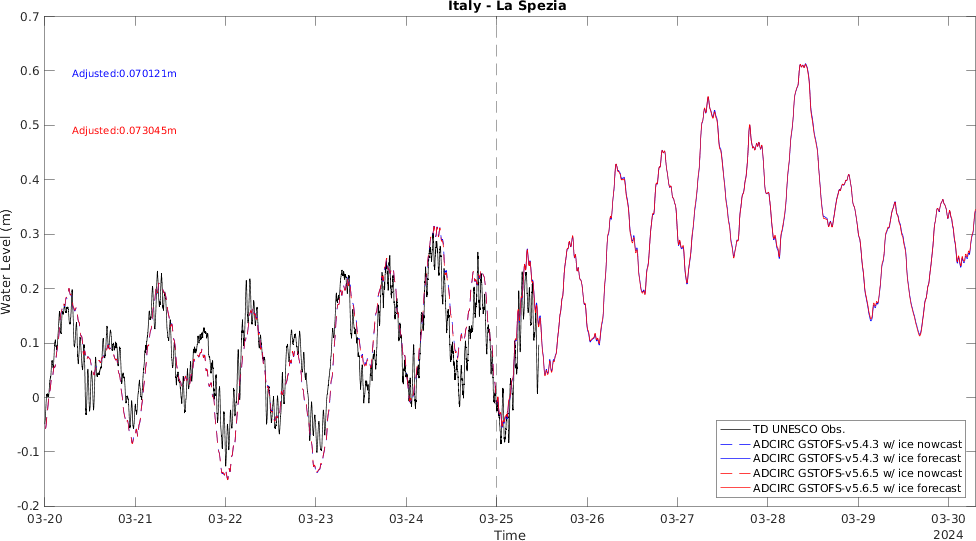 Italy - La Spezia
0.7
0.6
0.5
0.4
0.3
0.2
0.1
0
-0.1
-0.2
Water Level (m)
Adjusted:0.070121m
Adjusted:0.073045m
TD UNESCO Obs.
ADCIRC GSTOFS-v5.4.3 w/ ice nowcast
ADCIRC GSTOFS-v5.4.3 w/ ice forecast
ADCIRC GSTOFS-v5.6.5 w/ ice nowcast
ADCIRC GSTOFS-v5.6.5 w/ ice forecast
03-20 03-21 03-22 03-23 03-24 03-25 03-26 03-27 03-28 03-29 03-30
Time 2024